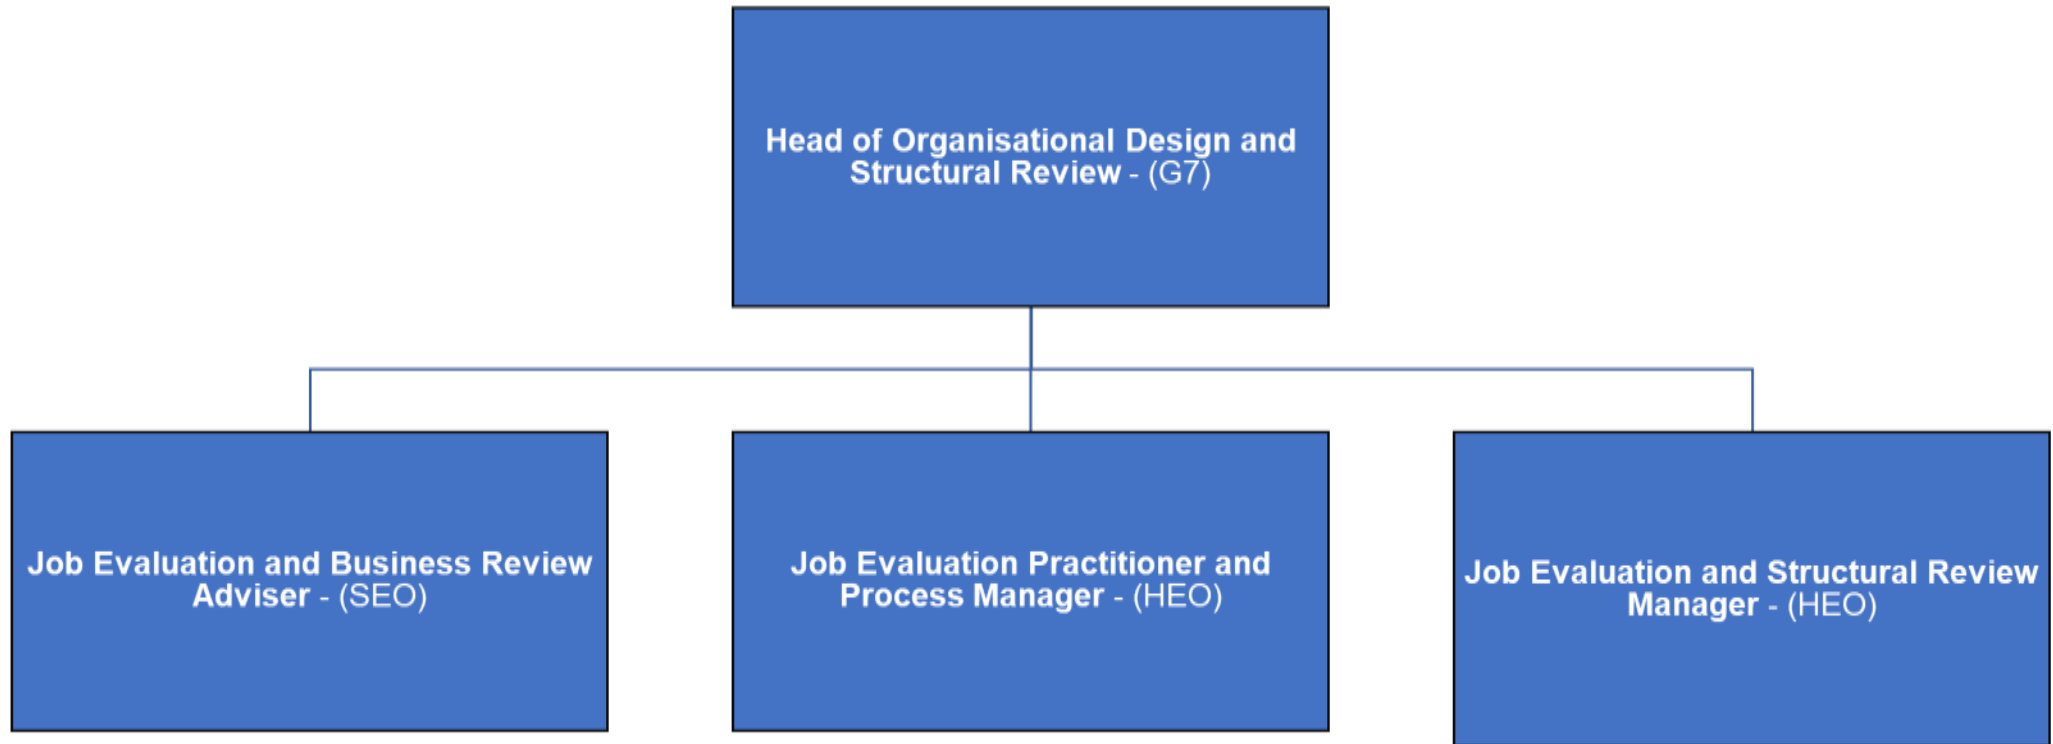 Head of Organisational Design and
Structural Review - (G7)
Job Evaluation and Business Review
Adviser - (SEO)
Job Evaluation Practitioner and
Process Manager - (HEO)
Job Evaluation and Structural Review
Manager - (HEO)